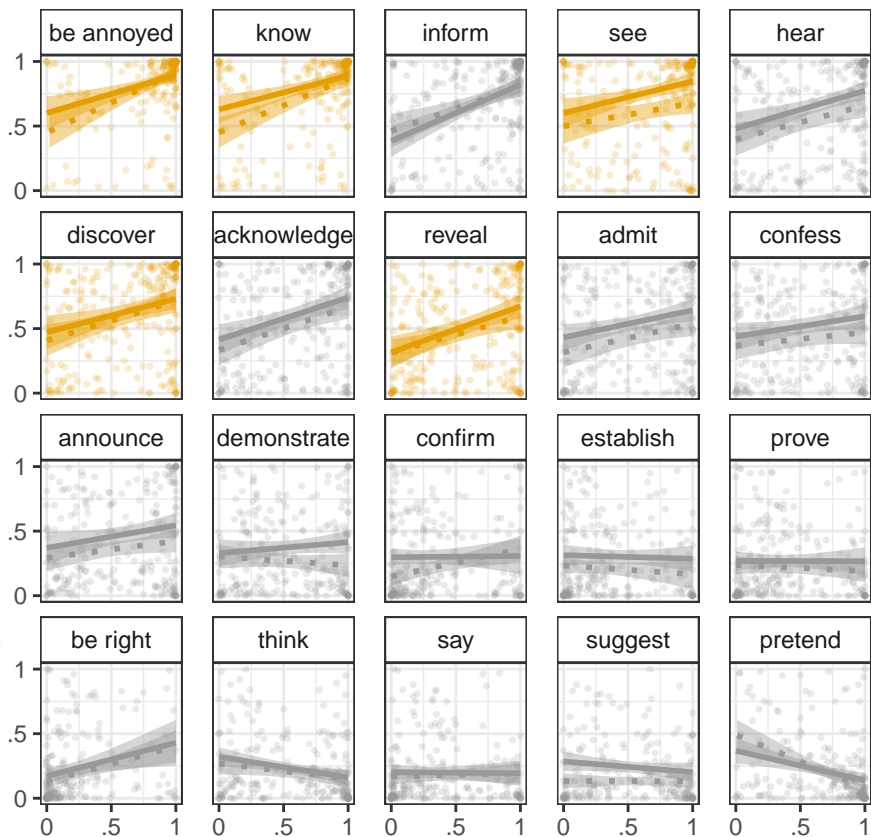 be annoyed know inform see hear
1
.5
0
discover acknowledge reveal admit confess
1
.5
0
announce demonstrate confirm establish prove
1
.5
0
be right think say suggest pretend
1
.5
0
0 .5 1 0 .5 1 0 .5 1 0 .5 1 0 .5 1